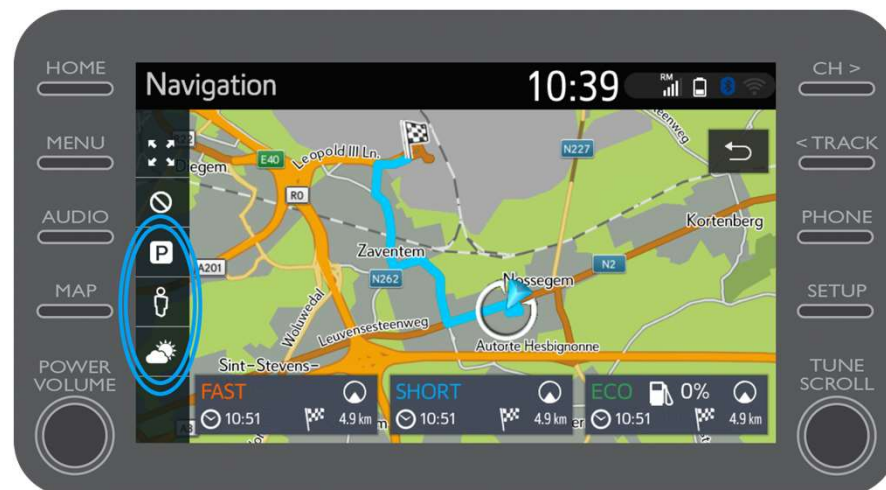 HOME
MENU
AUDIO
MAP
POWER
VOLUME
Navigation
10:39
RM
CH >
< TRACK
PHONE
SETUP
TUNE
SCROLL
P
Leopold III Ln.
N227
E40
egem
R0
Kortenberg
A201
Zaventem
N262
N2
Nossegem
Woluwedal
Leuvensesteenweg
Autorte Hesbignonne
Sint-Stevens-
FAST
10:51
4.9 km
SHORT
10:51
4.9 km
ECO
0%
10:51
4.9 km
A3